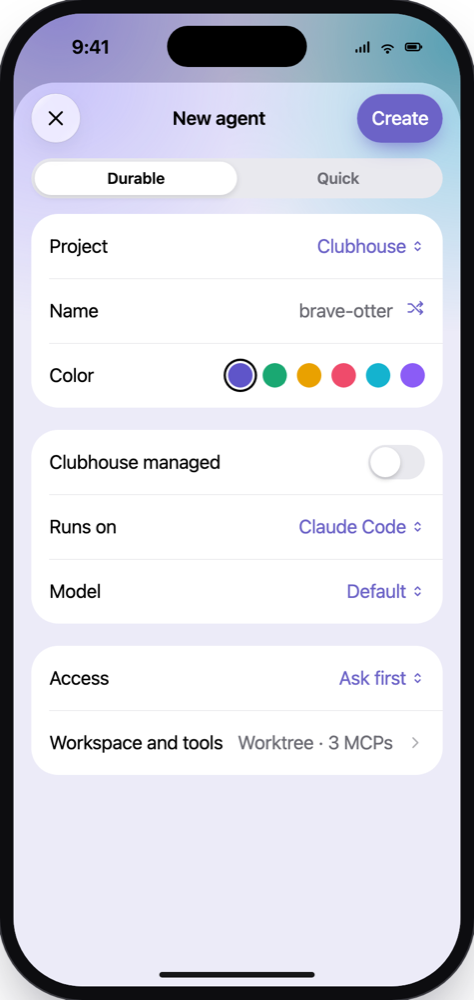 9:41
New agent
Create
Durable
Quick
Project
Clubhouse
Name
brave-otter
Color
Clubhouse managed
Runs on
Claude Code
Model
Default
Access
Ask first
Workspace and tools
Worktree · 3 MCPs